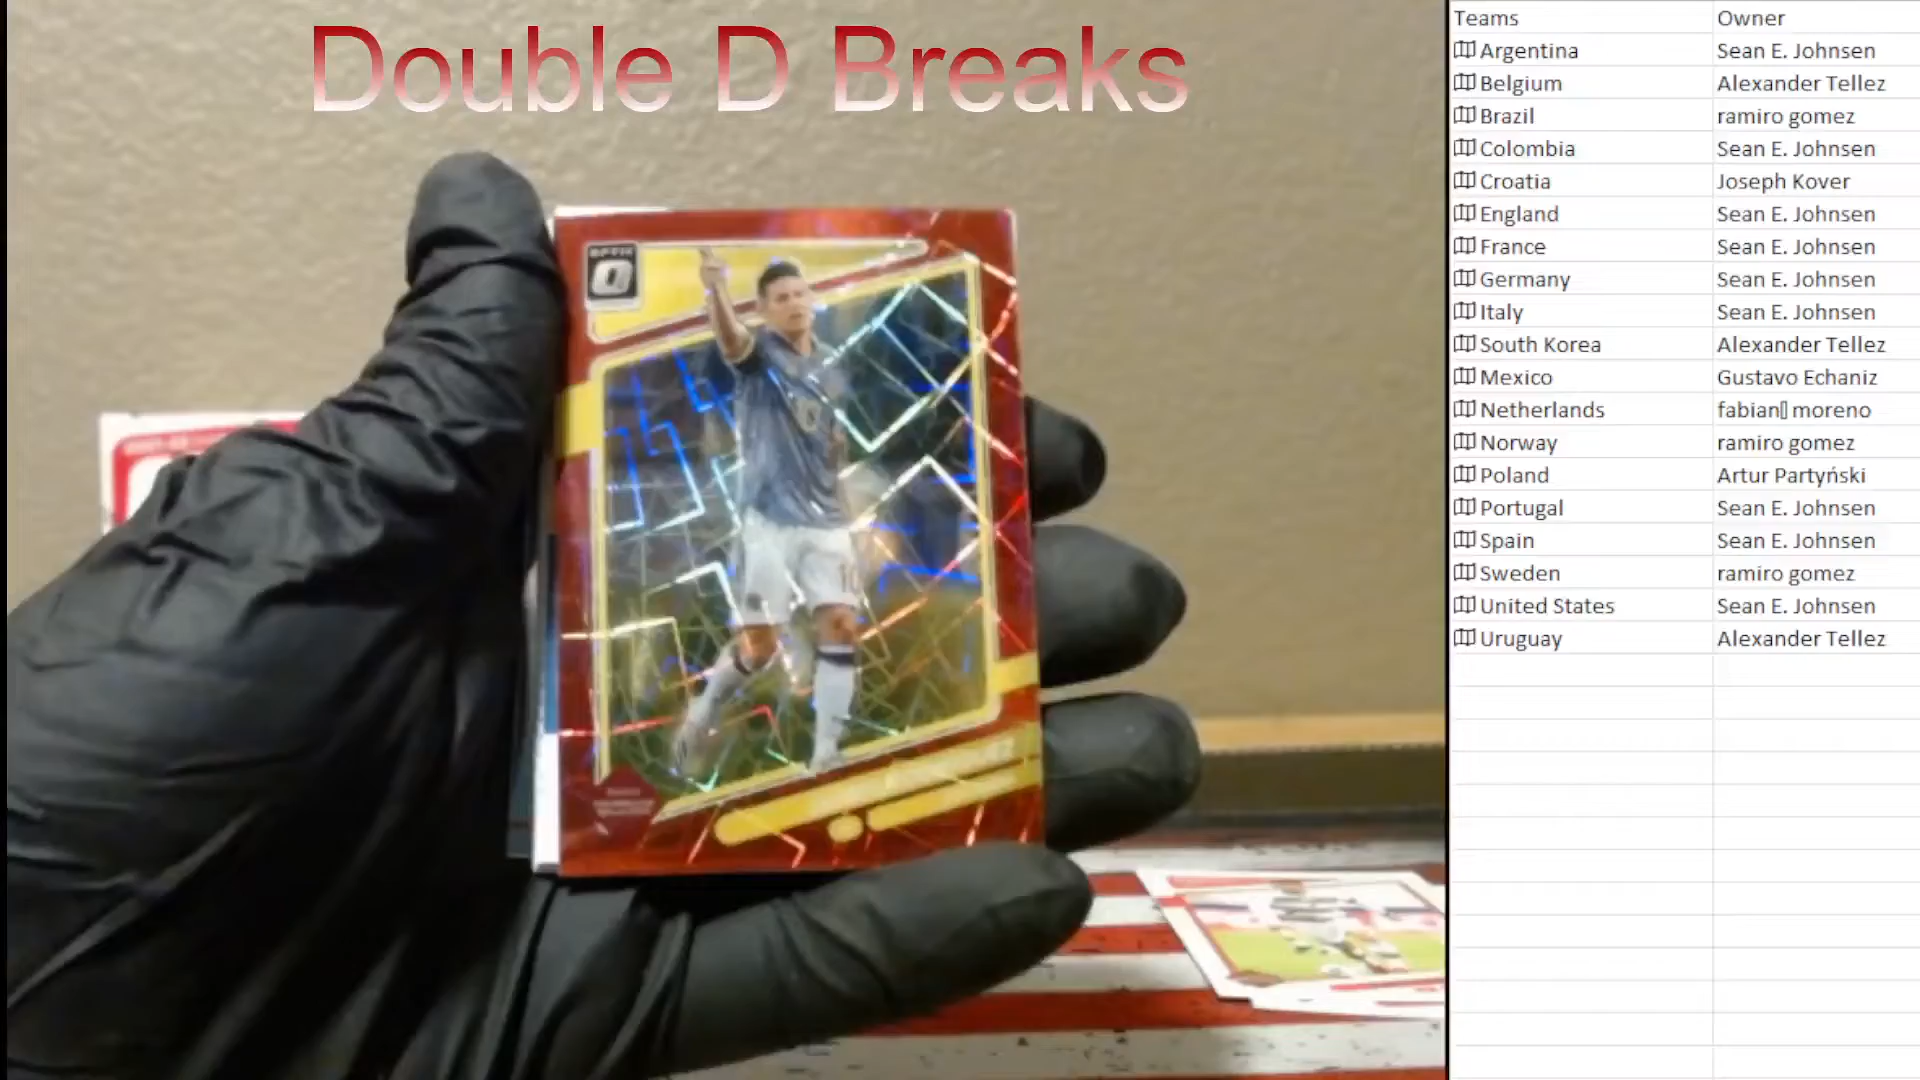 Double D Breaks
OPTIC
10
Teams Owner
Argentina Sean E. Johnsen
Belgium Alexander Tellez
Brazil ramiro gomez
Colombia Sean E. Johnsen
Croatia Joseph Kover
England Sean E. Johnsen
France Sean E. Johnsen
Germany Sean E. Johnsen
Italy Sean E. Johnsen
South Korea Alexander Tellez
Mexico Gustavo Echaniz
Netherlands fabian▯ moreno
Norway ramiro gomez
Poland Artur Partyński
Portugal Sean E. Johnsen
Spain Sean E. Johnsen
Sweden ramiro gomez
United States Sean E. Johnsen
Uruguay Alexander Tellez